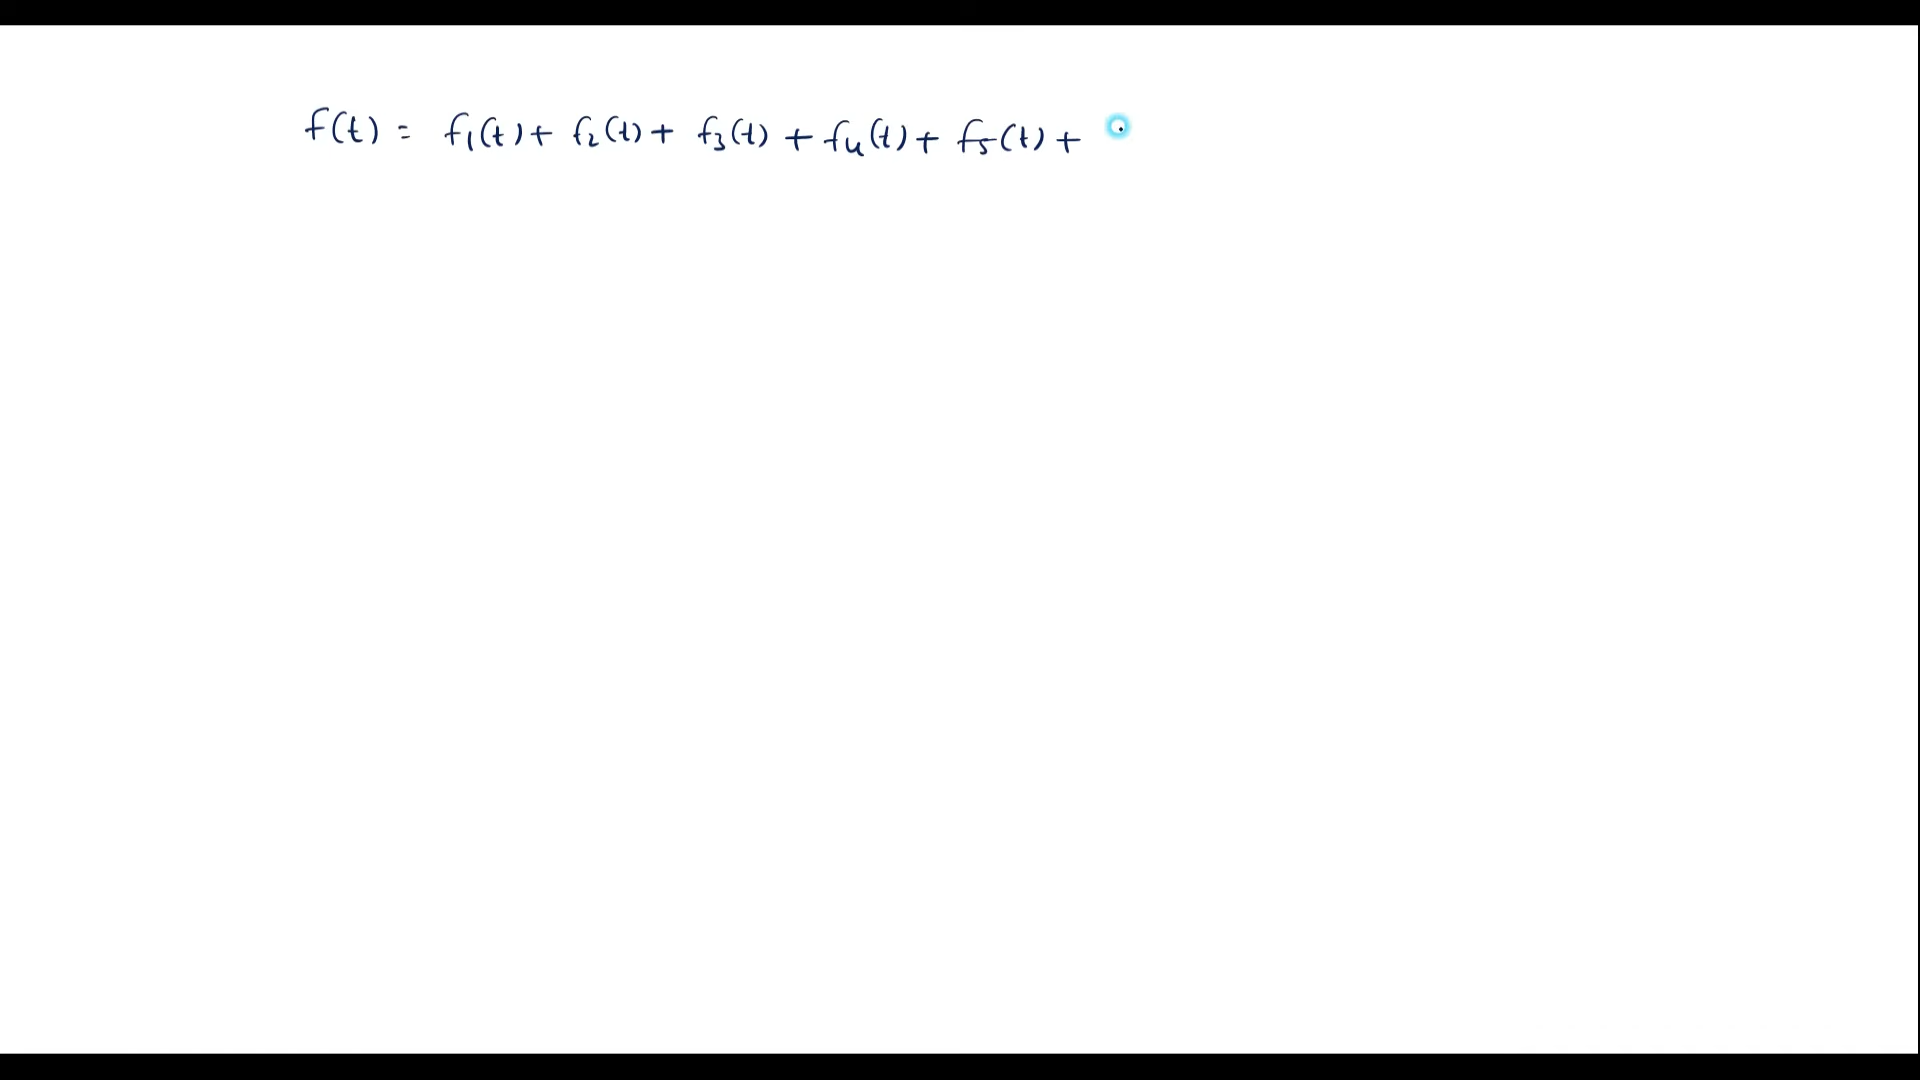 f(t) = f₁(t) + f₂(t) + f₃(t) + f₄(t) + f₅(t) +